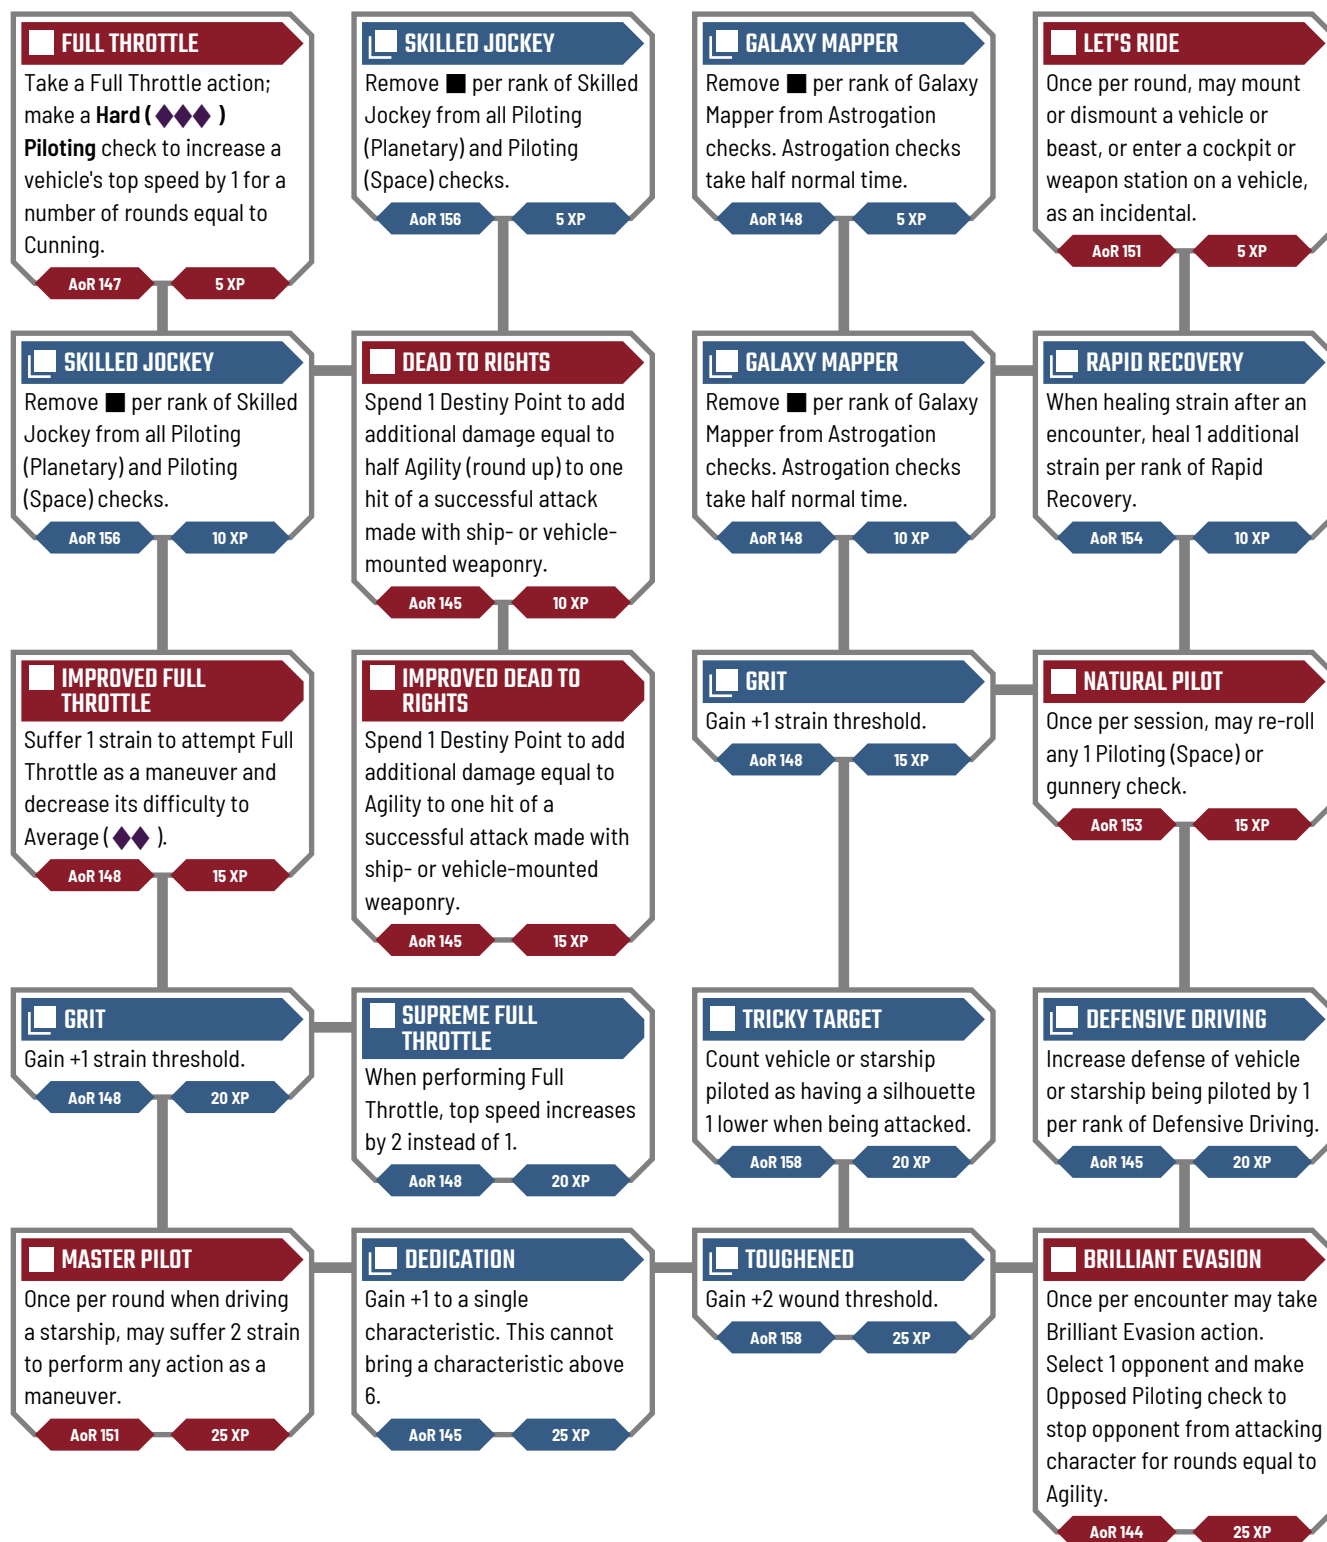 FULL THROTTLE
Take a Full Throttle action;
make a Hard (◆◆◆)
Piloting check to increase a
vehicle's top speed by 1 for a
number of rounds equal to
Cunning.
AoR 147
5 XP
SKILLED JOCKEY
Remove ■ per rank of Skilled
Jockey from all Piloting
(Planetary) and Piloting
(Space) checks.
AoR 156
5 XP
GALAXY MAPPER
Remove ■ per rank of Galaxy
Mapper from Astrogation
checks. Astrogation checks
take half normal time.
AoR 148
5 XP
LET'S RIDE
Once per round, may mount
or dismount a vehicle or
beast, or enter a cockpit or
weapon station on a vehicle,
as an incidental.
AoR 151
5 XP
SKILLED JOCKEY
Remove ■ per rank of Skilled
Jockey from all Piloting
(Planetary) and Piloting
(Space) checks.
AoR 156
10 XP
DEAD TO RIGHTS
Spend 1 Destiny Point to add
additional damage equal to
half Agility (round up) to one
hit of a successful attack
made with ship- or vehicle-
mounted weaponry.
AoR 145
10 XP
GALAXY MAPPER
Remove ■ per rank of Galaxy
Mapper from Astrogation
checks. Astrogation checks
take half normal time.
AoR 148
10 XP
RAPID RECOVERY
When healing strain after an
encounter, heal 1 additional
strain per rank of Rapid
Recovery.
AoR 154
10 XP
IMPROVED FULL
THROTTLE
Suffer 1 strain to attempt Full
Throttle as a maneuver and
decrease its difficulty to
Average (◆◆).
AoR 148
15 XP
IMPROVED DEAD TO
RIGHTS
Spend 1 Destiny Point to add
additional damage equal to
Agility to one hit of a
successful attack made with
ship- or vehicle-mounted
weaponry.
AoR 145
15 XP
GRIT
Gain +1 strain threshold.
AoR 148
15 XP
NATURAL PILOT
Once per session, may re-roll
any 1 Piloting (Space) or
gunnery check.
AoR 153
15 XP
GRIT
Gain +1 strain threshold.
AoR 148
20 XP
SUPREME FULL
THROTTLE
When performing Full
Throttle, top speed increases
by 2 instead of 1.
AoR 148
20 XP
TRICKY TARGET
Count vehicle or starship
piloted as having a silhouette
1 lower when being attacked.
AoR 158
20 XP
DEFENSIVE DRIVING
Increase defense of vehicle
or starship being piloted by 1
per rank of Defensive Driving.
AoR 145
20 XP
MASTER PILOT
Once per round when driving
a starship, may suffer 2 strain
to perform any action as a
maneuver.
AoR 151
25 XP
DEDICATION
Gain +1 to a single
characteristic. This cannot
bring a characteristic above
6.
AoR 145
25 XP
TOUGHENED
Gain +2 wound threshold.
AoR 158
25 XP
BRILLIANT EVASION
Once per encounter may take
Brilliant Evasion action.
Select 1 opponent and make
Opposed Piloting check to
stop opponent from attacking
character for rounds equal to
Agility.
AoR 144
25 XP